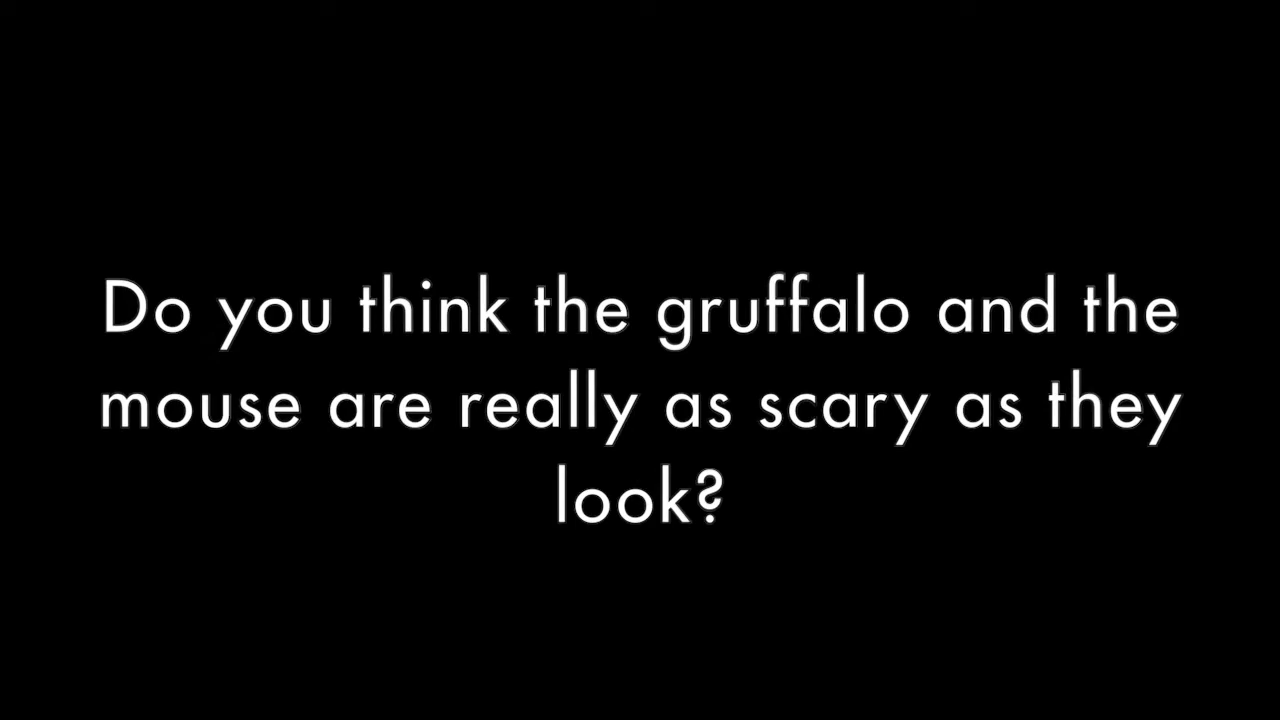 Do you think the gruffalo and the
mouse are really as scary as they
look?